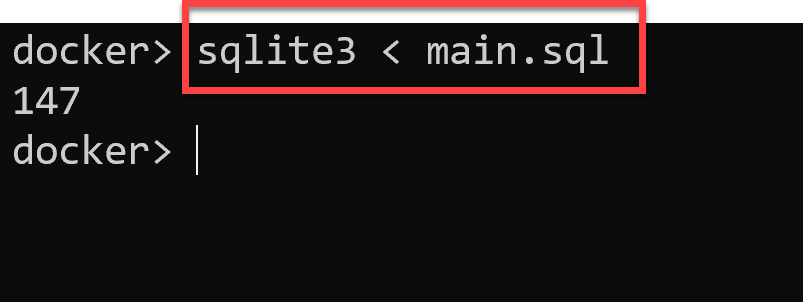 docker> sqlite3 < main.sql
147
docker>